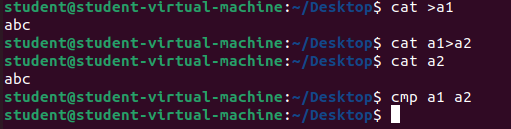 student@student-virtual-machine:~/Desktop$ cat >a1
abc
student@student-virtual-machine:~/Desktop$ cat a1>a2
student@student-virtual-machine:~/Desktop$ cat a2
abc
student@student-virtual-machine:~/Desktop$ cmp a1 a2
student@student-virtual-machine:~/Desktop$